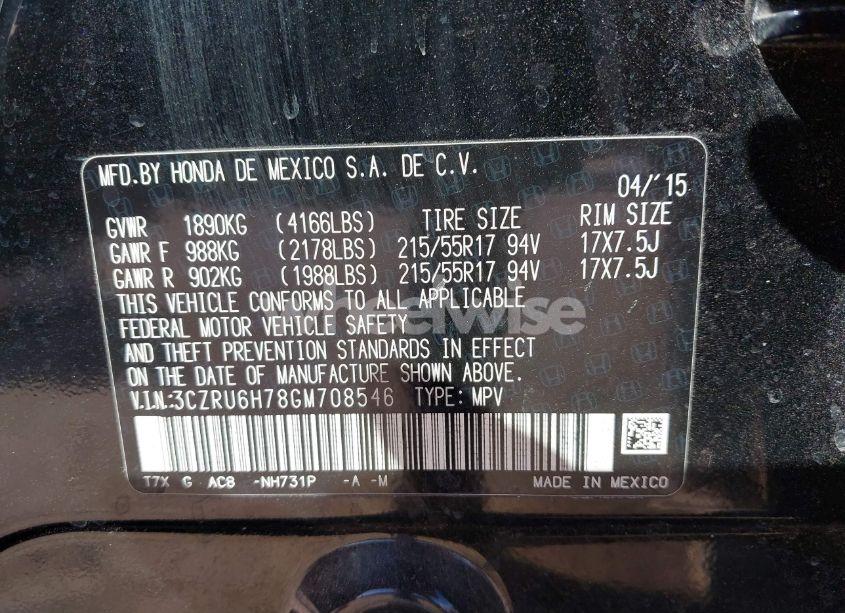 MFD.BY HONDA DE MEXICO S.A. DE C.V.
04/'15
GVWR 1890KG (4166LBS) TIRE SIZE RIM SIZE
GAWR F 988KG (2178LBS) 215/55R17 94V 17X7.5J
GAWR R 902KG (1988LBS) 215/55R17 94V 17X7.5J
THIS VEHICLE CONFORMS TO ALL APPLICABLE
FEDERAL MOTOR VEHICLE SAFETY
AND THEFT PREVENTION STANDARDS IN EFFECT
ON THE DATE OF MANUFACTURE SHOWN ABOVE.
V.I.N.:3CZRU6H78GM708546 TYPE: MPV
T7X G AC8 -NH731P -A -M MADE IN MEXICO